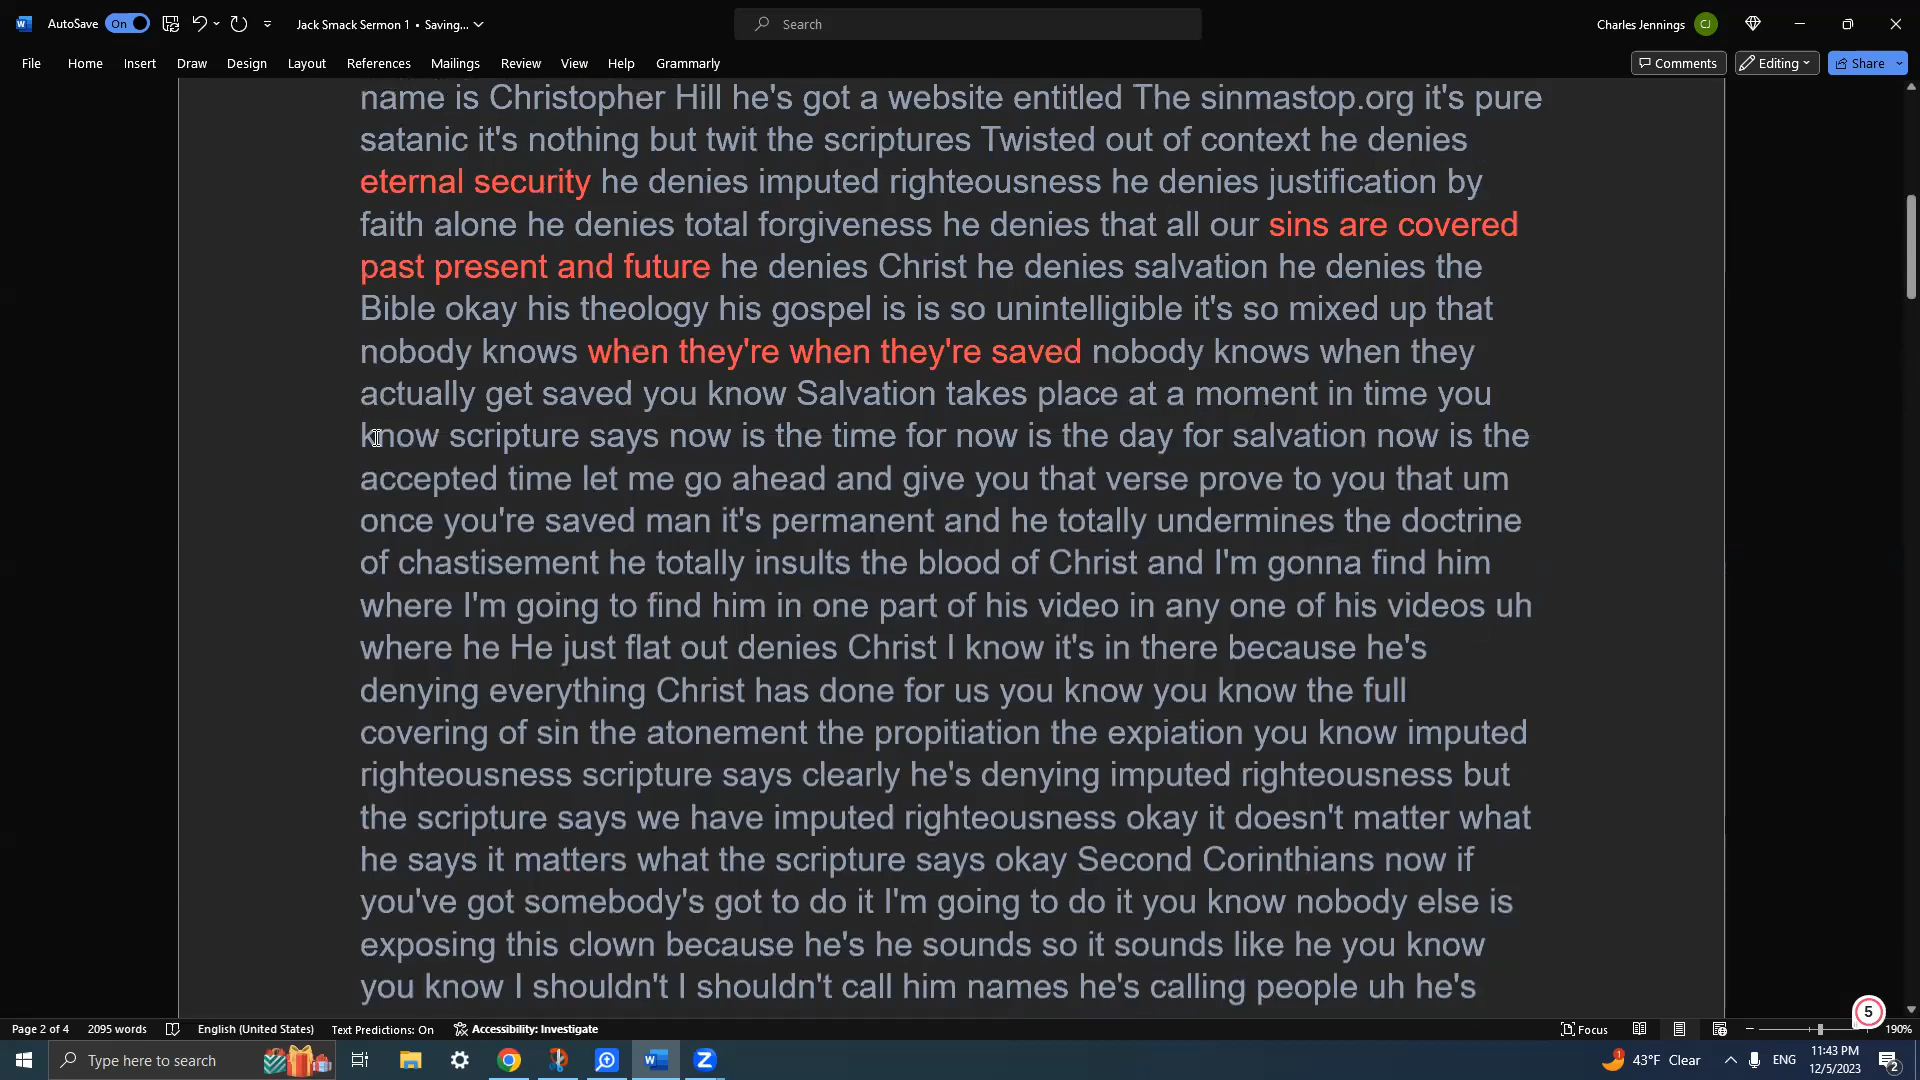 AutoSave On Jack Smack Sermon 1 • Saving... Search Charles Jennings CJ
File Home Insert Draw Design Layout References Mailings Review View Help Grammarly Comments Editing Share
name is Christopher Hill he's got a website entitled The sinmastop.org it's pure
satanic it's nothing but twit the scriptures Twisted out of context he denies
eternal security he denies imputed righteousness he denies justification by
faith alone he denies total forgiveness he denies that all our sins are covered
past present and future he denies Christ he denies salvation he denies the
Bible okay his theology his gospel is is so unintelligible it's so mixed up that
nobody knows when they're when they're saved nobody knows when they
actually get saved you know Salvation takes place at a moment in time you
know scripture says now is the time for now is the day for salvation now is the
accepted time let me go ahead and give you that verse prove to you that um
once you're saved man it's permanent and he totally undermines the doctrine
of chastisement he totally insults the blood of Christ and I'm gonna find him
where I'm going to find him in one part of his video in any one of his videos uh
where he He just flat out denies Christ I know it's in there because he's
denying everything Christ has done for us you know you know the full
covering of sin the atonement the propitiation the expiation you know imputed
righteousness scripture says clearly he's denying imputed righteousness but
the scripture says we have imputed righteousness okay it doesn't matter what
he says it matters what the scripture says okay Second Corinthians now if
you've got somebody's got to do it I'm going to do it you know nobody else is
exposing this clown because he's he sounds so it sounds like he you know
you know I shouldn't I shouldn't call him names he's calling people uh he's
5
Page 2 of 4 2095 words English (United States) Text Predictions: On Accessibility: Investigate Focus 190%
Type here to search 1 43°F Clear ENG 11:43 PM
12/5/2023 2